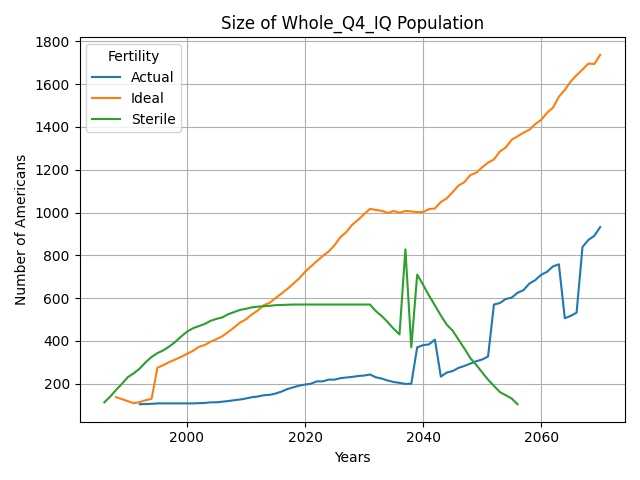 Size of Whole_Q4_IQ Population
Fertility
Actual
Ideal
Sterile
Number of Americans
1800
1600
1400
1200
1000
800
600
400
200
2000
2020
2040
2060
Years